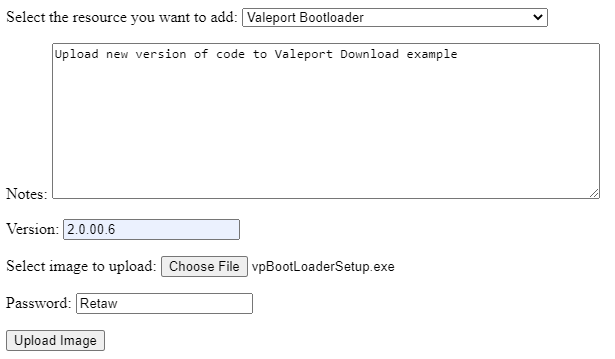 Select the resource you want to add: Valeport Bootloader
Upload new version of code to Valeport Download example
Notes:
Version: 2.0.00.6
Select image to upload: Choose File vpBootLoaderSetup.exe
Password: Retaw
Upload Image